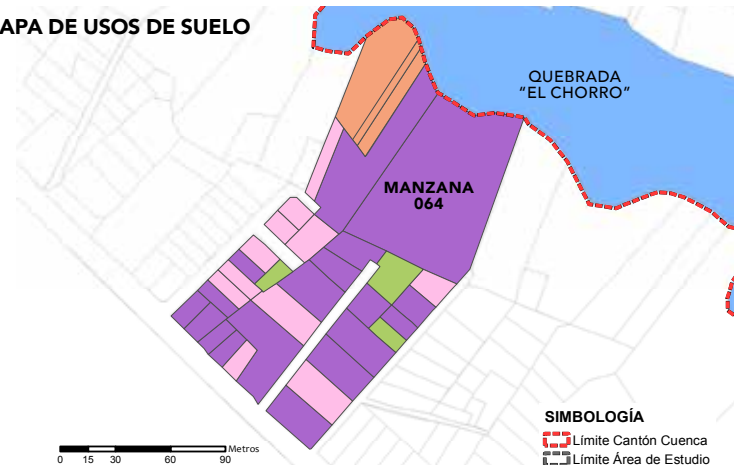 APA DE USOS DE SUELO
QUEBRADA
"EL CHORRO"
MANZANA
064
SIMBOLOGÍA
Límite Cantón Cuenca
Límite Área de Estudio
Metros
0 15 30 60 90